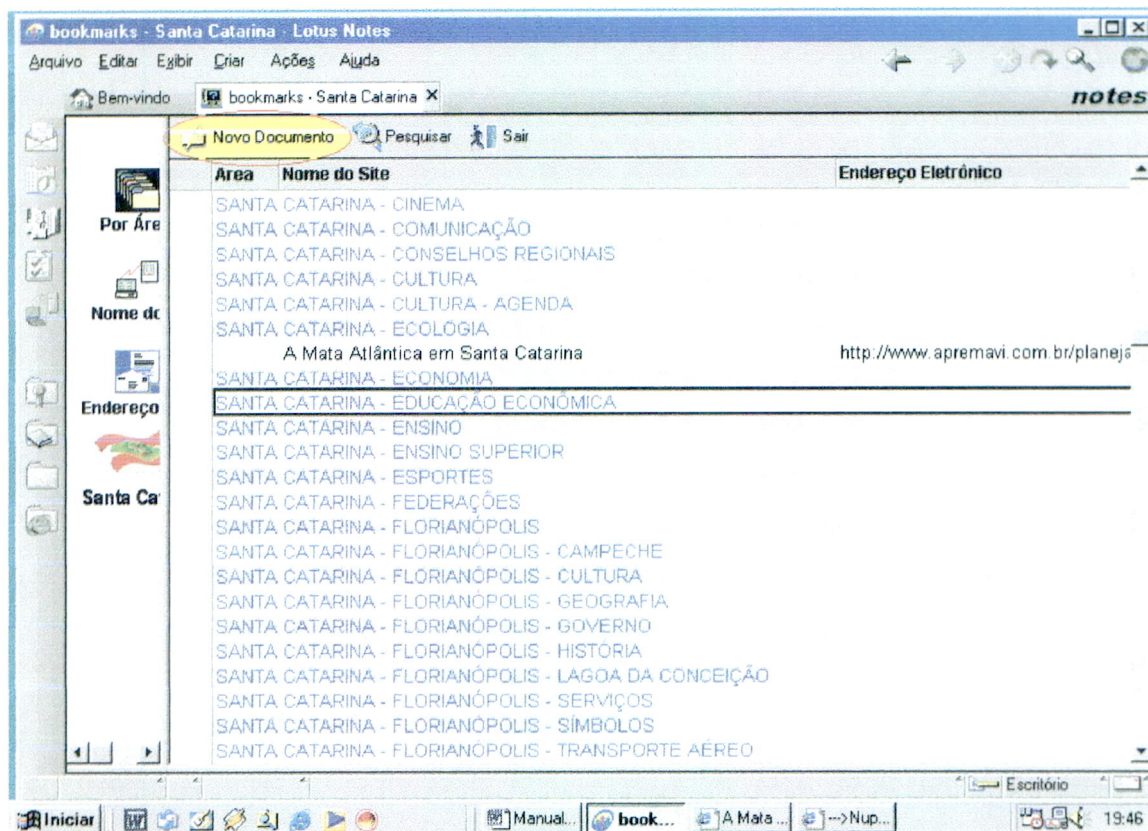 bookmarks - Santa Catarina - Lotus Notes
Arquivo Editar Exibir Criar Ações Ajuda
Bem-vindo bookmarks - Santa Catarina notes
Novo Documento Pesquisar Sair
Área Nome do Site Endereço Eletrônico
SANTA CATARINA - CINEMA
SANTA CATARINA - COMUNICAÇÃO
Por Áre
SANTA CATARINA - CONSELHOS REGIONAIS
SANTA CATARINA - CULTURA
SANTA CATARINA - CULTURA - AGENDA
Nome do
SANTA CATARINA - ECOLOGIA
A Mata Atlântica em Santa Catarina http://www.apremavi.com.br/planeja
SANTA CATARINA - ECONOMIA
SANTA CATARINA - EDUCAÇÃO ECONÔMICA
Endereço
SANTA CATARINA - ENSINO
SANTA CATARINA - ENSINO SUPERIOR
SANTA CATARINA - ESPORTES
Santa Ca
SANTA CATARINA - FEDERAÇÕES
SANTA CATARINA - FLORIANÓPOLIS
SANTA CATARINA - FLORIANÓPOLIS - CAMPECHE
SANTA CATARINA - FLORIANÓPOLIS - CULTURA
SANTA CATARINA - FLORIANÓPOLIS - GEOGRAFIA
SANTA CATARINA - FLORIANÓPOLIS - GOVERNO
SANTA CATARINA - FLORIANÓPOLIS - HISTÓRIA
SANTA CATARINA - FLORIANÓPOLIS - LAGOA DA CONCEIÇÃO
SANTA CATARINA - FLORIANÓPOLIS - SERVIÇOS
SANTA CATARINA - FLORIANÓPOLIS - SÍMBOLOS
SANTA CATARINA - FLORIANÓPOLIS - TRANSPORTE AÉREO
Escritório
Iniciar Manual... book... A Mata ... -->Nup... 19:46